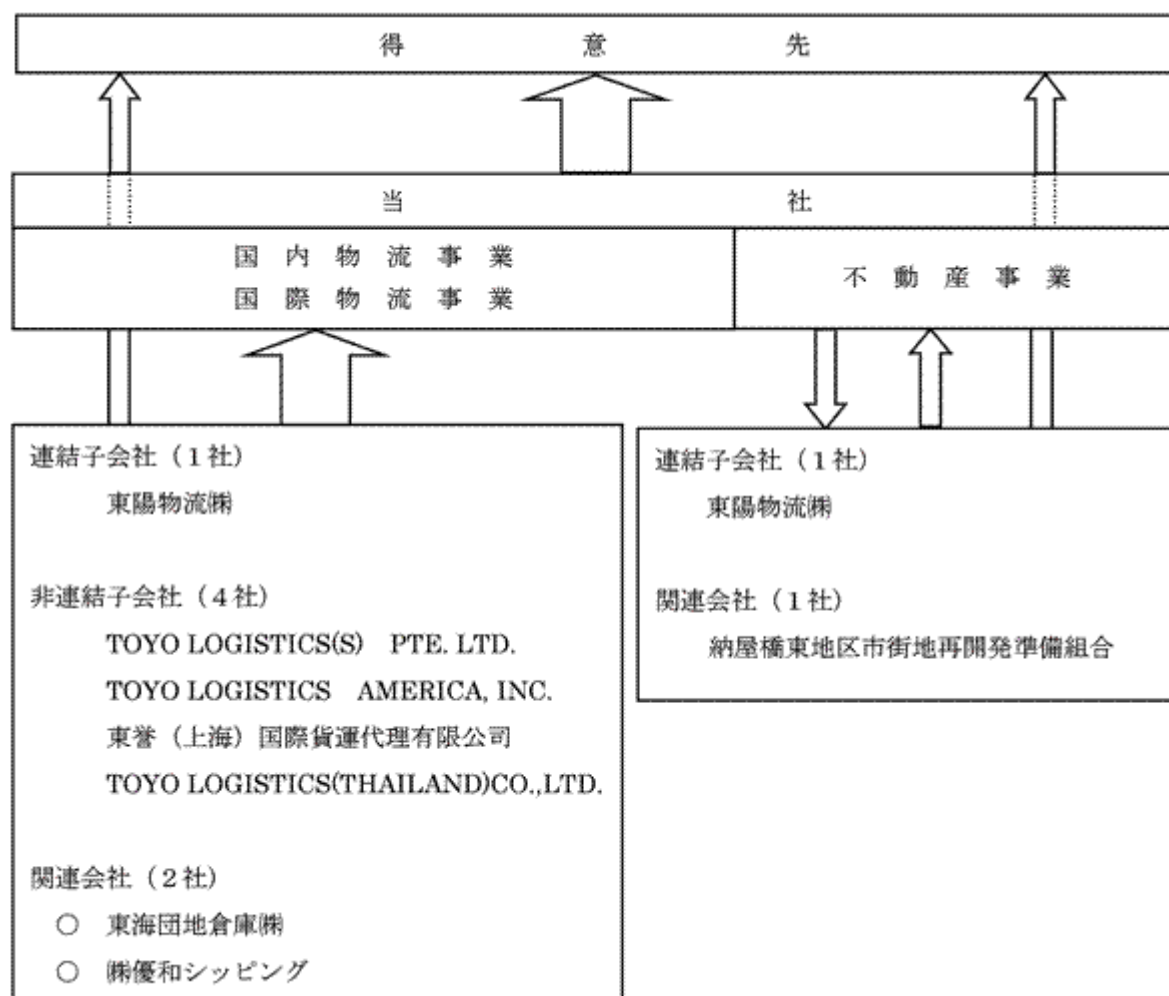 得意先
当社
国内物流事業
国際物流事業
不動産事業
連結子会社(1社)
東陽物流㈱
非連結子会社(4社)
TOYO LOGISTICS(S) PTE. LTD.
TOYO LOGISTICS AMERICA, INC.
東誉(上海)国際貨運代理有限公司
TOYO LOGISTICS(THAILAND)CO.,LTD.
関連会社(2社)
○ 東海団地倉庫㈱
○ ㈱優和シッピング
連結子会社(1社)
東陽物流㈱
関連会社(1社)
納屋橋東地区市街地再開発準備組合